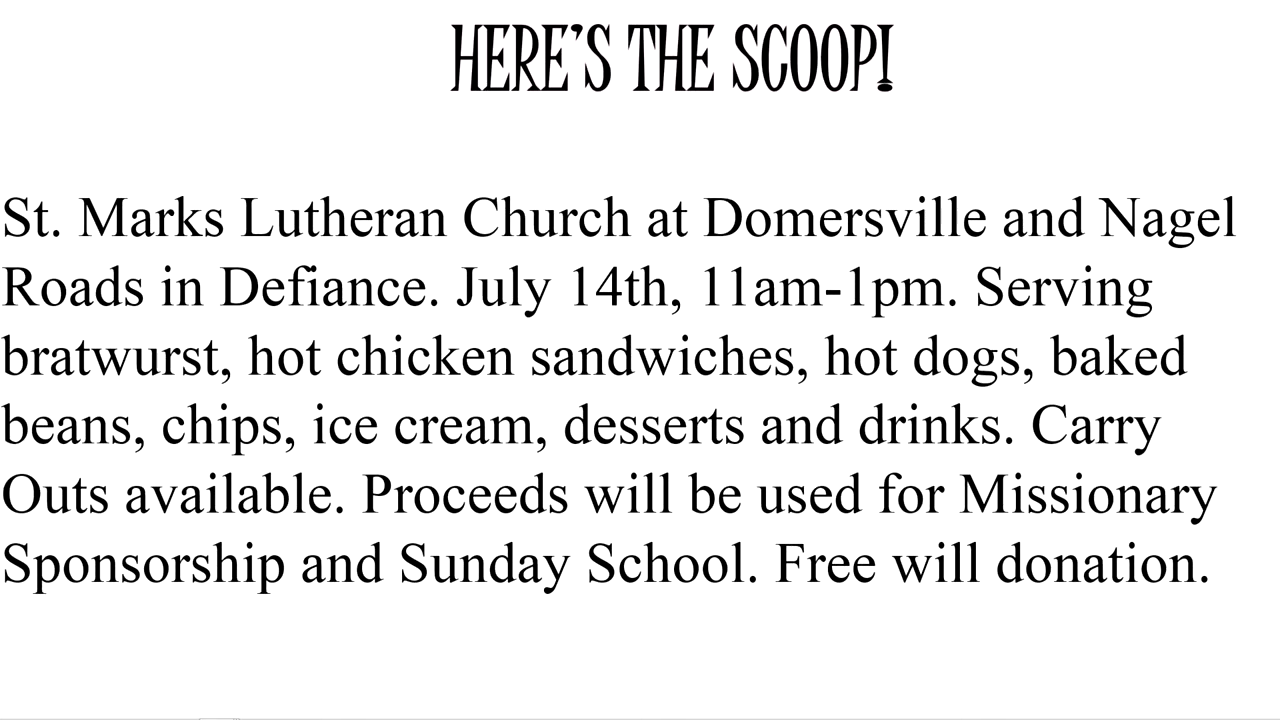 HERE'S THE SCOOP!
St. Marks Lutheran Church at Domersville and Nagel
Roads in Defiance. July 14th, 11am-1pm. Serving
bratwurst, hot chicken sandwiches, hot dogs, baked
beans, chips, ice cream, desserts and drinks. Carry
Outs available. Proceeds will be used for Missionary
Sponsorship and Sunday School. Free will donation.